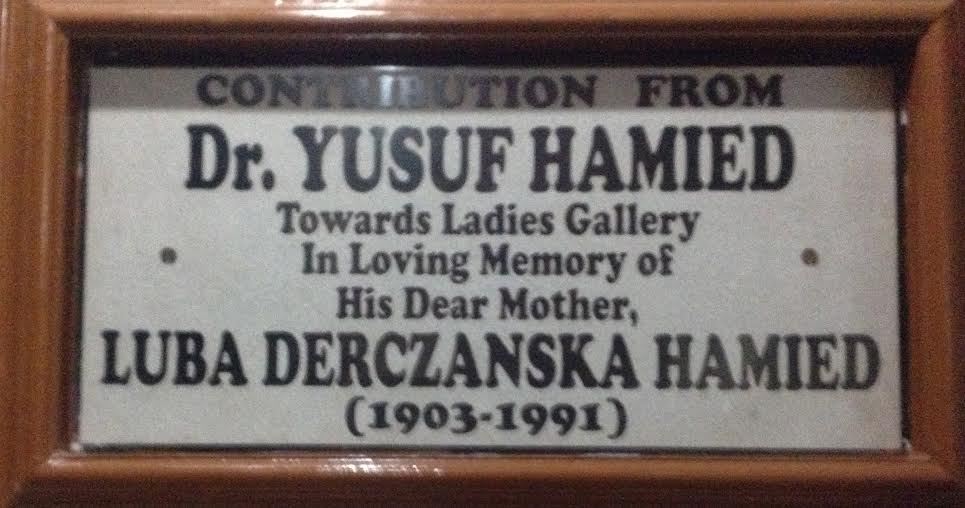 CONTRIBUTION FROM
Dr. YUSUF HAMIED
Towards Ladies Gallery
In Loving Memory of
His Dear Mother,
LUBA DERCZANSKA HAMIED
(1903-1991)